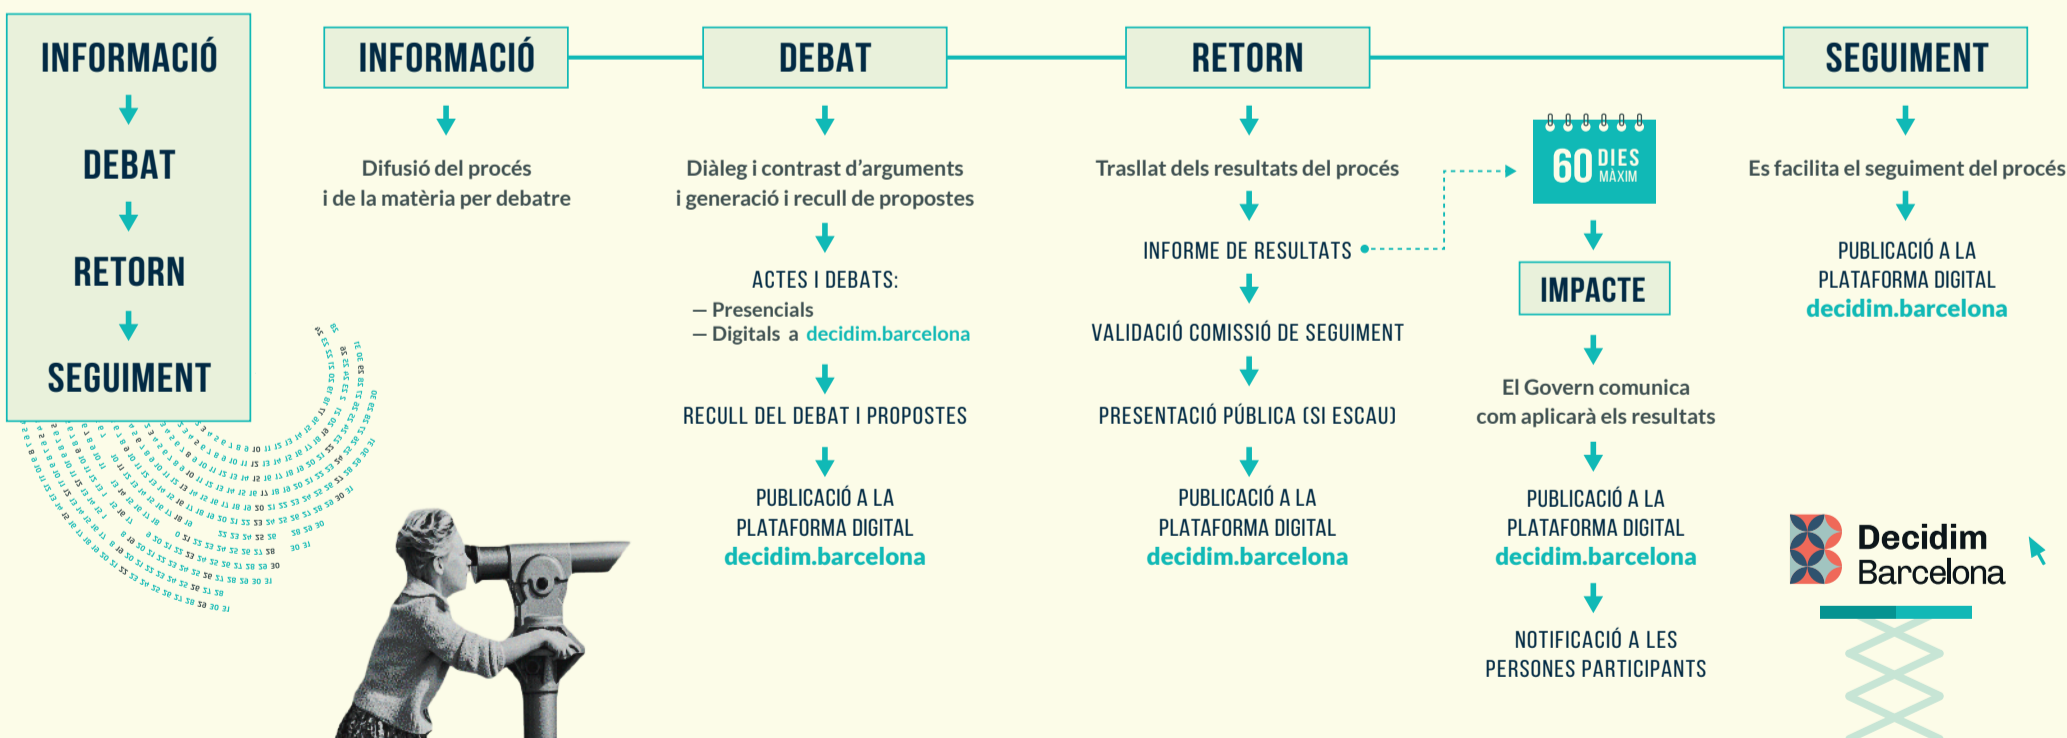 INFORMACIÓ
DEBAT
RETORN
SEGUIMENT
INFORMACIÓ
Difusió del procés
i de la matèria per debatre
DEBAT
Diàleg i contrast d'arguments
i generació i recull de propostes
ACTES I DEBATS:
— Presencials
— Digitals a decidim.barcelona
RECULL DEL DEBAT I PROPOSTES
PUBLICACIÓ A LA
PLATAFORMA DIGITAL
decidim.barcelona
RETORN
Trasllat dels resultats del procés
INFORME DE RESULTATS
VALIDACIÓ COMISSIÓ DE SEGUIMENT
PRESENTACIÓ PÚBLICA (SI ESCAU)
PUBLICACIÓ A LA
PLATAFORMA DIGITAL
decidim.barcelona
60 DIES
MÀXIM
IMPACTE
El Govern comunica
com aplicarà els resultats
PUBLICACIÓ A LA
PLATAFORMA DIGITAL
decidim.barcelona
NOTIFICACIÓ A LES
PERSONES PARTICIPANTS
SEGUIMENT
Es facilita el seguiment del procés
PUBLICACIÓ A LA
PLATAFORMA DIGITAL
decidim.barcelona
Decidim
Barcelona